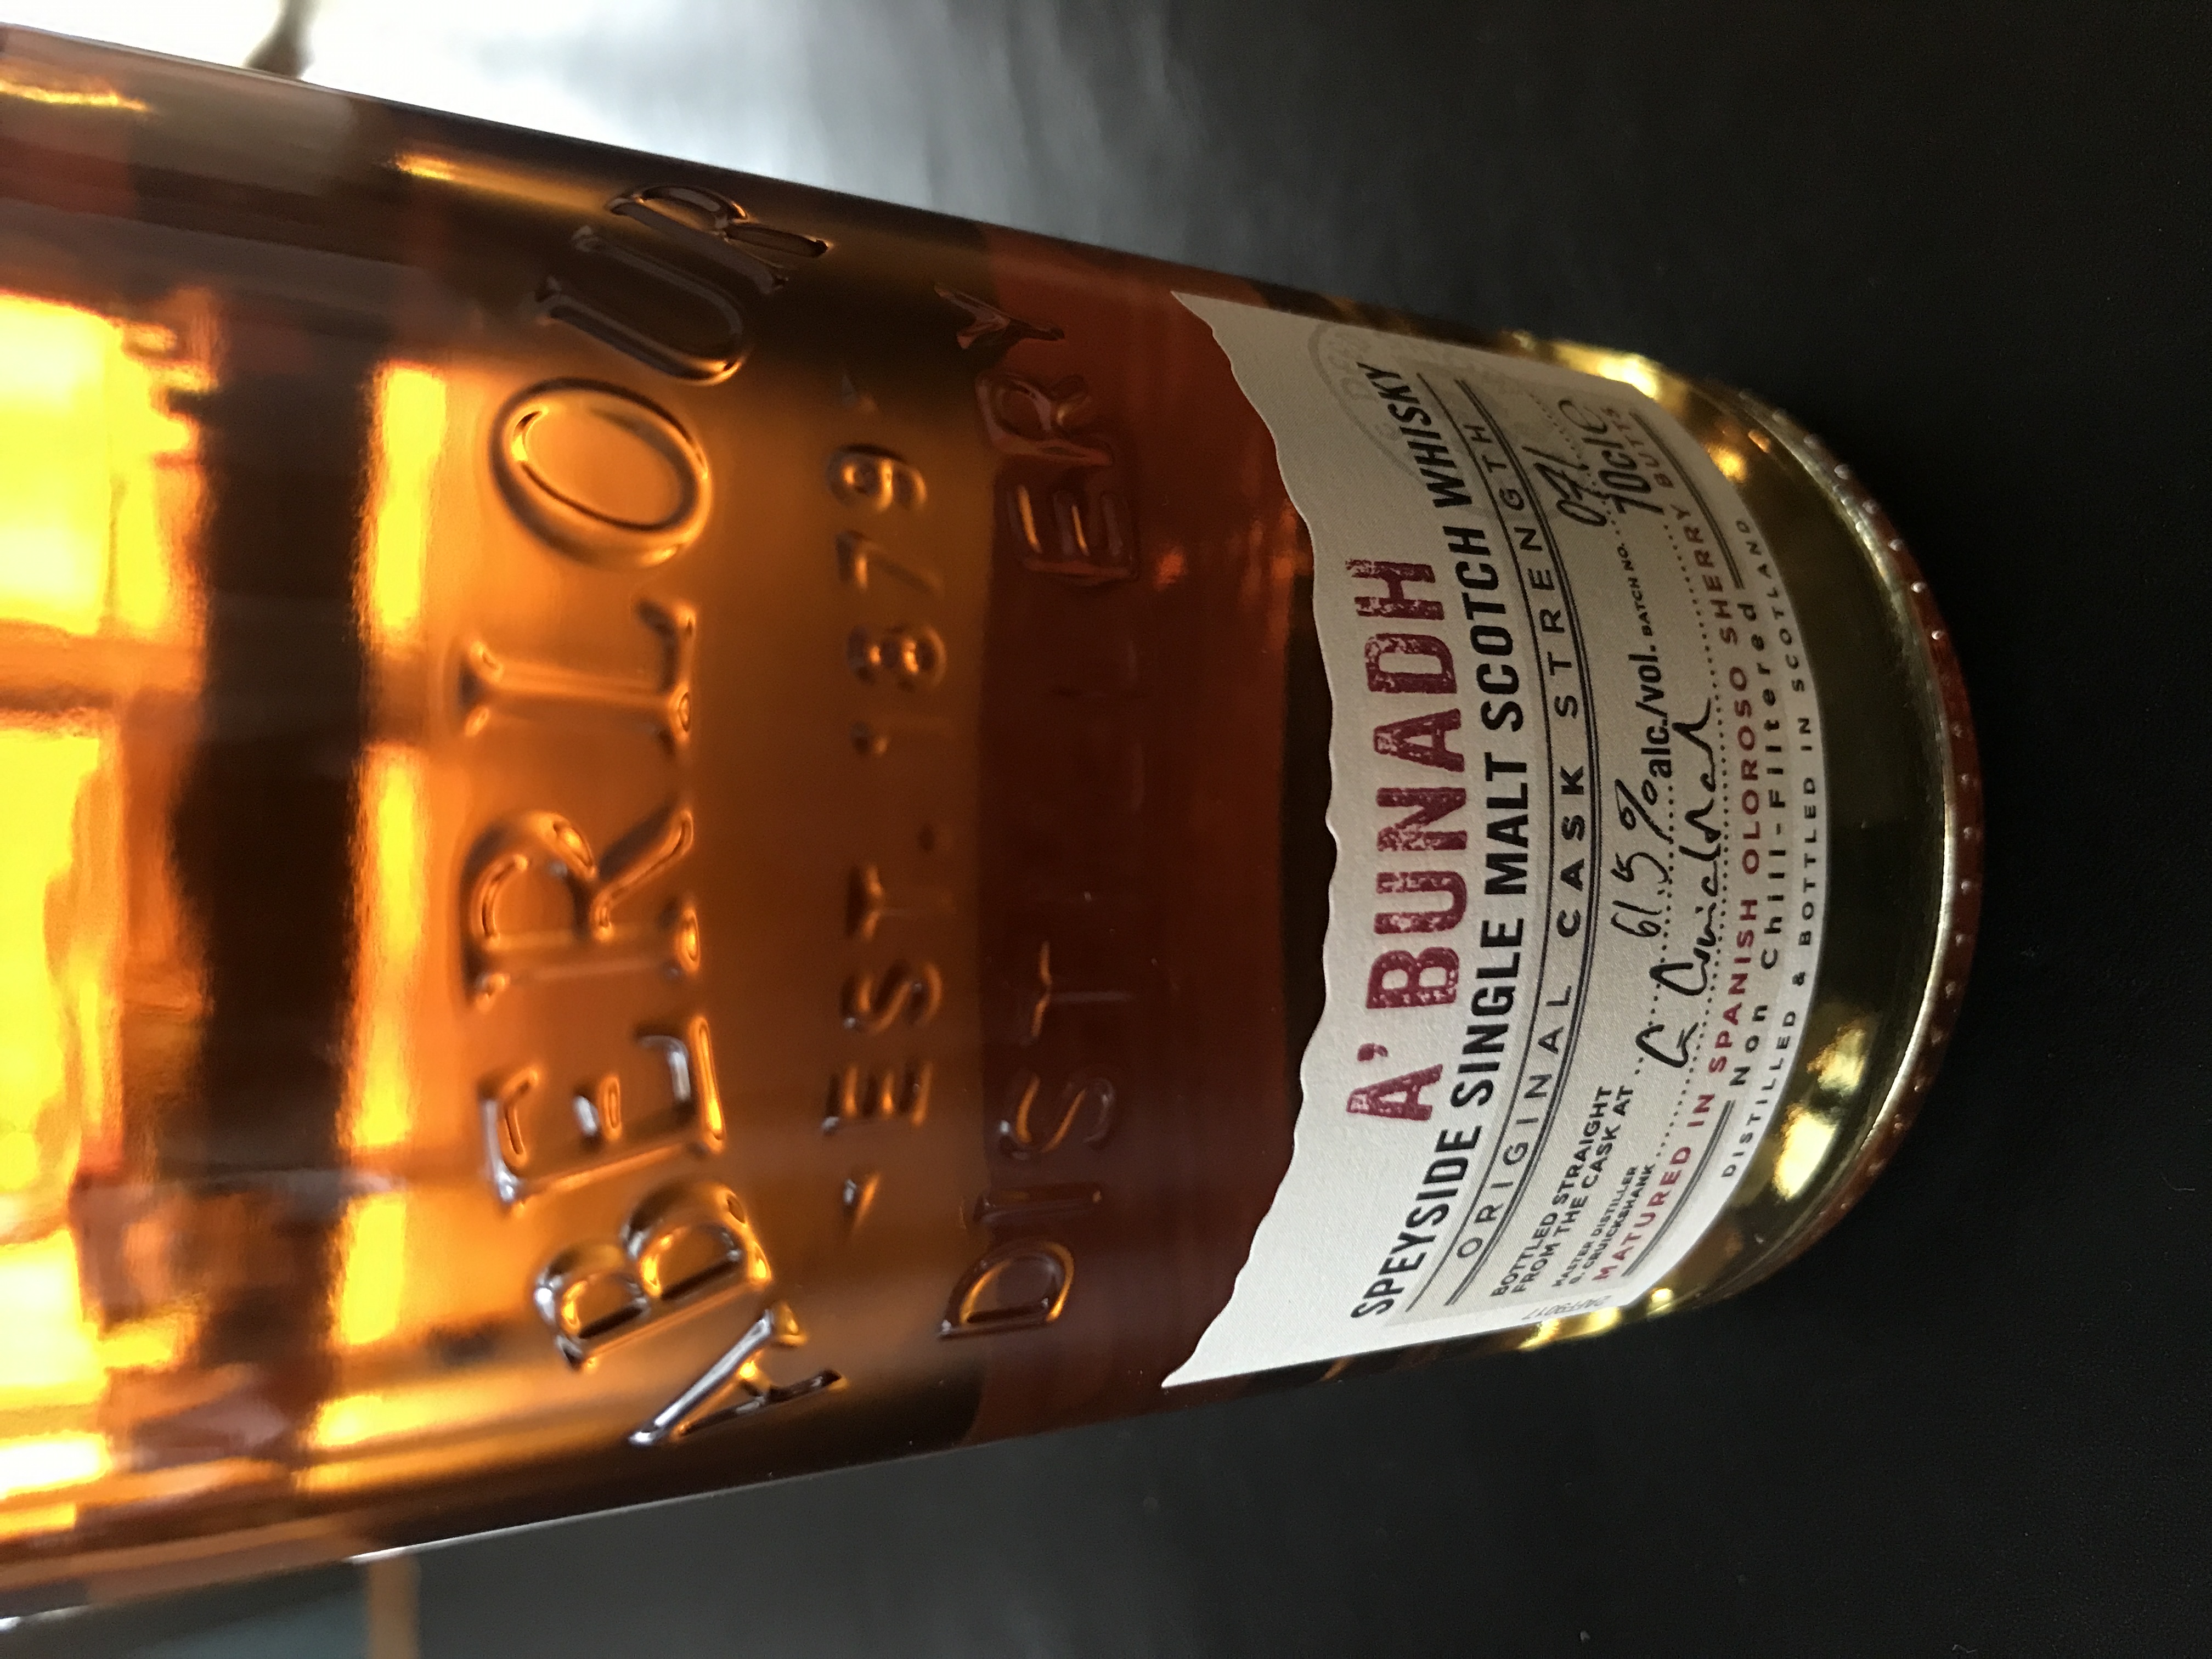 ABERLOUR
EST. 1879
DISTILLERY
A'BUNADH
SPEYSIDE SINGLE MALT SCOTCH WHISKY
ORIGINAL CASK STRENGTH
BOTTLED STRAIGHT
FROM THE CASK AT 61.5% alc./vol. BATCH NO. 071
MASTER DISTILLER
G. CRUICKSHANK G Cruickshank 70cl e
MATURED IN SPANISH OLOROSO SHERRY BUTTS
Non Chill-Filtered
DISTILLED & BOTTLED IN SCOTLAND